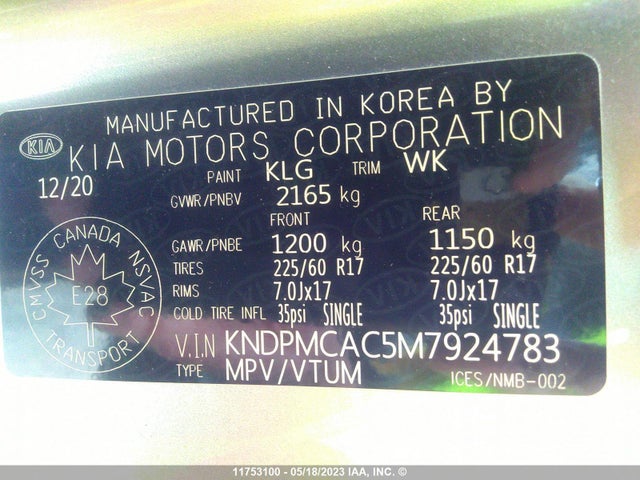 MANUFACTURED IN KOREA BY
KIA KIA MOTORS CORPORATION
12/20 PAINT KLG TRIM WK
GVWR/PNBV 2165 kg
FRONT REAR
GAWR/PNBE 1200 kg 1150 kg
TIRES 225/60 R17 225/60 R17
RIMS 7.0Jx17 7.0Jx17
COLD TIRE INFL 35psi SINGLE 35psi SINGLE
V.I.N KNDPMCAC5M7924783
TYPE MPV/VTUM ICES/NMB-002
CMVSS CANADA NSVAC
E28
TRANSPORT
11753100 - 05/18/2023 IAA, INC. ©